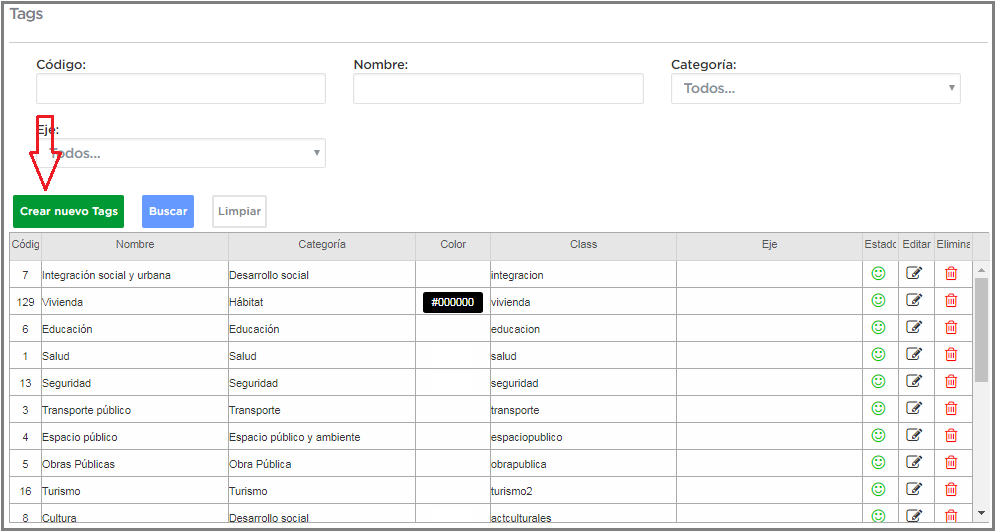 Tags
Código: Nombre: Categoría:
Todos...
Eje:
Todos...
Crear nuevo Tags Buscar Limpiar
Códig Nombre Categoría Color Class Eje Estado Editar Elimina
7 Integración social y urbana Desarrollo social integracion
129 Vivienda Hábitat #000000 vivienda
6 Educación Educación educacion
1 Salud Salud salud
13 Seguridad Seguridad seguridad
3 Transporte público Transporte transporte
4 Espacio público Espacio público y ambiente espaciopublico
5 Obras Públicas Obra Pública obrapublica
16 Turismo Turismo turismo2
8 Cultura Desarrollo social actculturales